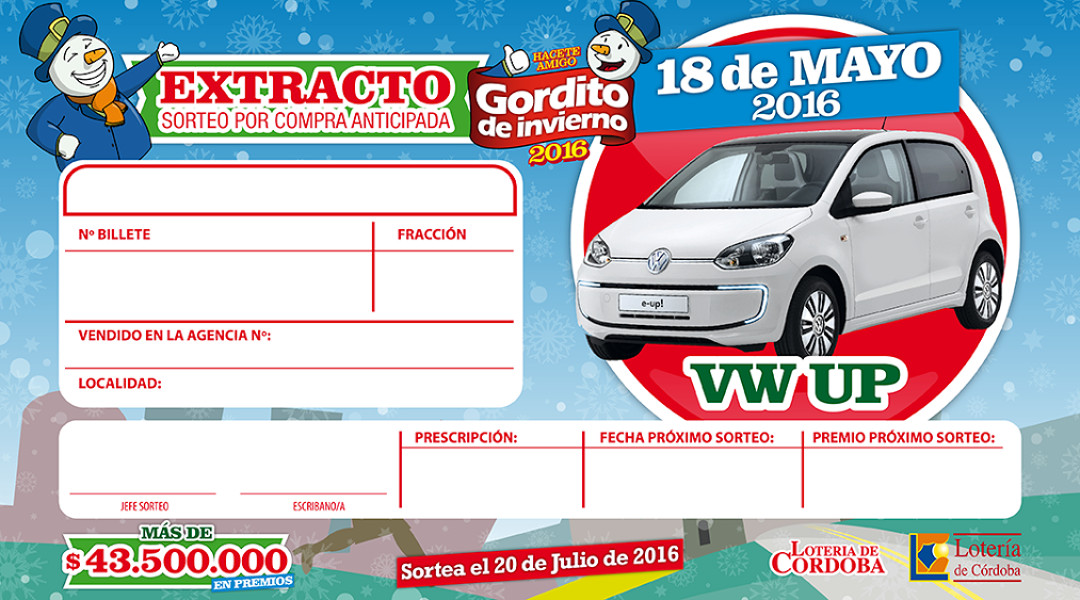 EXTRACTO
SORTEO POR COMPRA ANTICIPADA
HACETE
AMIGO
Gordito
de invierno
2016
18 de MAYO
2016
Nº BILLETE
FRACCIÓN
VENDIDO EN LA AGENCIA Nº:
LOCALIDAD:
e-up!
VW UP
PRESCRIPCIÓN:
FECHA PRÓXIMO SORTEO:
PREMIO PRÓXIMO SORTEO:
JEFE SORTEO
ESCRIBANO/A
MÁS DE
$ 43.500.000
EN PREMIOS
Sortea el 20 de Julio de 2016
LOTERIA DE
CORDOBA
Lotería
de Córdoba